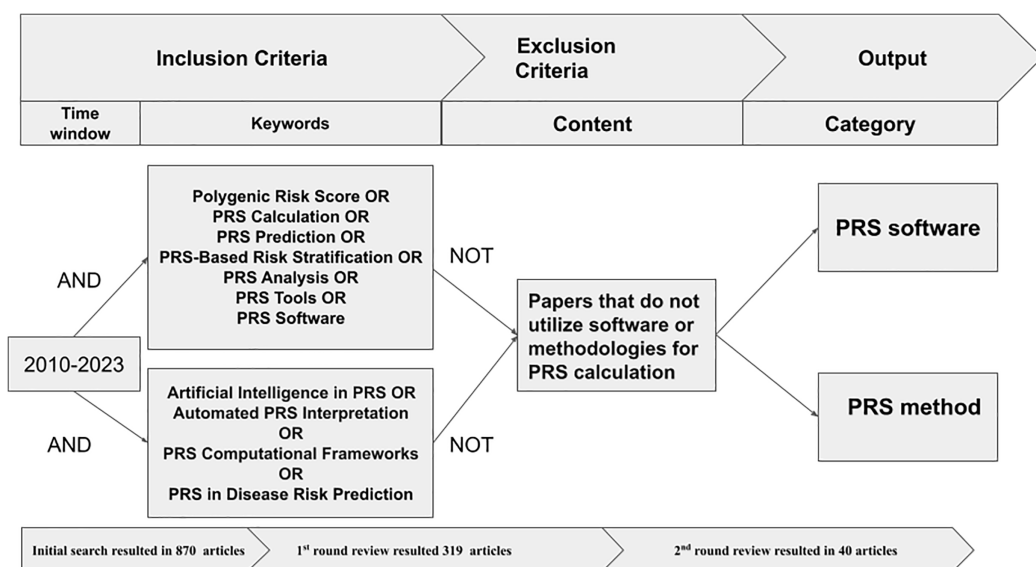 Inclusion Criteria
Exclusion
Criteria
Output
Time
window
Keywords
Content
Category
Polygenic Risk Score OR
PRS Calculation OR
PRS Prediction OR
PRS-Based Risk Stratification OR
PRS Analysis OR
PRS Tools OR
PRS Software
AND
NOT
2010-2023
Artificial Intelligence in PRS OR
Automated PRS Interpretation
OR
PRS Computational Frameworks
OR
PRS in Disease Risk Prediction
AND
NOT
Papers that do not
utilize software or
methodologies for
PRS calculation
PRS software
PRS method
Initial search resulted in 870 articles
1st round review resulted 319 articles
2nd round review resulted in 40 articles